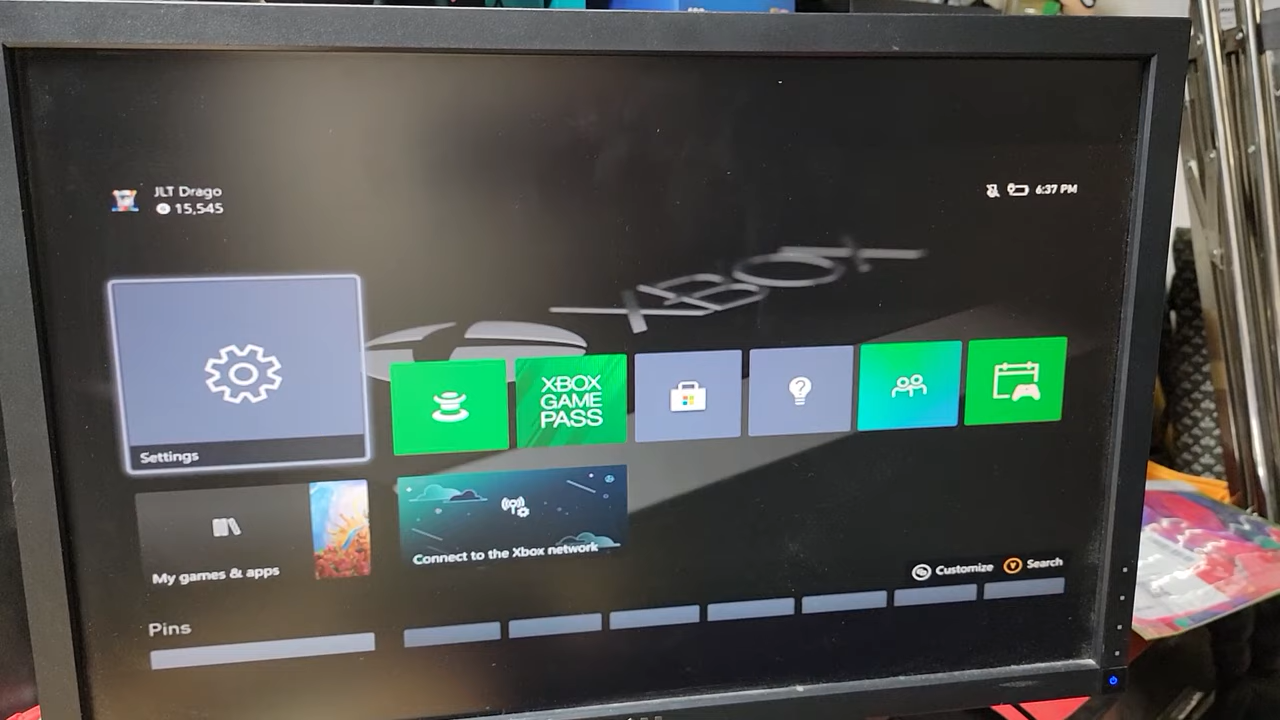 JLT Drago
15,545
6:37 PM
XBOX
XBOX
GAME
PASS
Settings
Connect to the Xbox network
My games & apps
Customize
Y Search
Pins